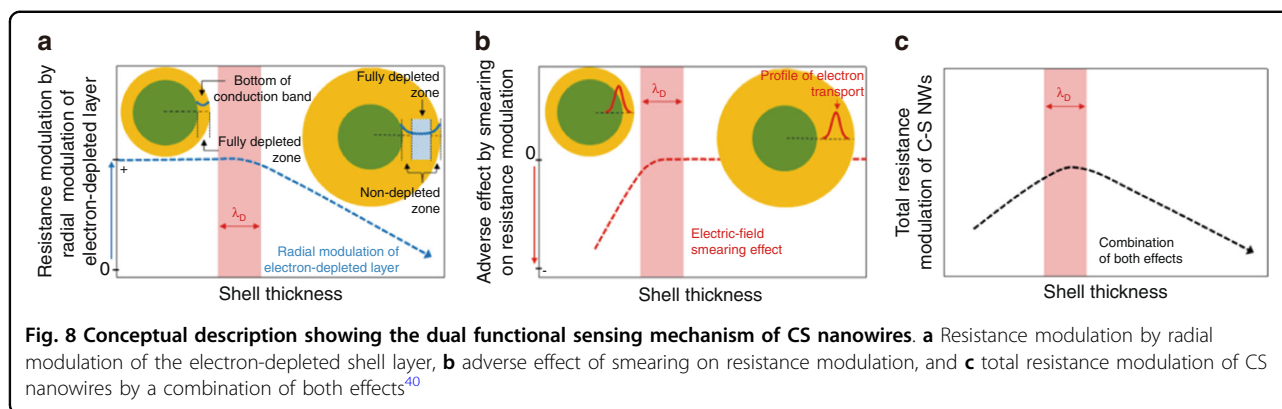 a
Resistance modulation by
radial modulation of
electron-depleted layer
+
0
Bottom of
conduction band
Fully depleted zone
Fully depleted
zone
Non-depleted
zone
λD
Radial modulation of
electron-depleted layer
Shell thickness
b
Adverse effect by smearing
on resistance modulation
0
-
λD
Profile of electron
transport
Electric-field
smearing effect
Shell thickness
c
Total resistance
modulation of C-S NWs
λD
Combination
of both effects
Shell thickness
Fig. 8 Conceptual description showing the dual functional sensing mechanism of CS nanowires. a Resistance modulation by radial
modulation of the electron-depleted shell layer, b adverse effect of smearing on resistance modulation, and c total resistance modulation of CS
nanowires by a combination of both effects40